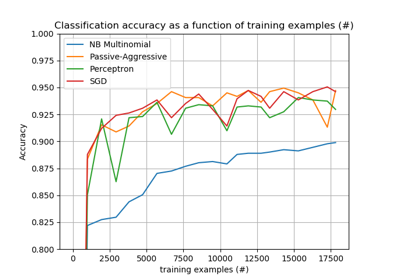 Classification accuracy as a function of training examples (#)
1.000
0.975
0.950
0.925
0.900
0.875
0.850
0.825
0.800
Accuracy
NB Multinomial
Passive-Aggressive
Perceptron
SGD
0 2500 5000 7500 10000 12500 15000 17500
training examples (#)